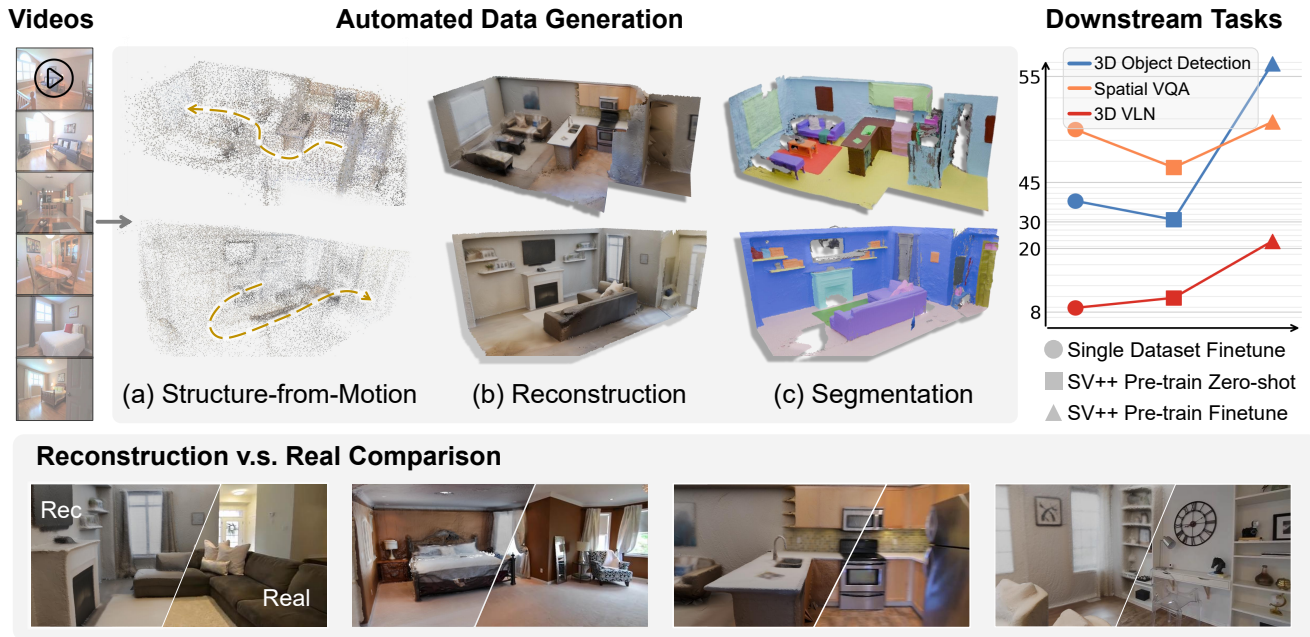 Videos
Automated Data Generation
Downstream Tasks
(a) Structure-from-Motion
(b) Reconstruction
(c) Segmentation
3D Object Detection
Spatial VQA
3D VLN
55
45
30
20
8
Single Dataset Finetune
SV++ Pre-train Zero-shot
SV++ Pre-train Finetune
Reconstruction v.s. Real Comparison
Rec
Real